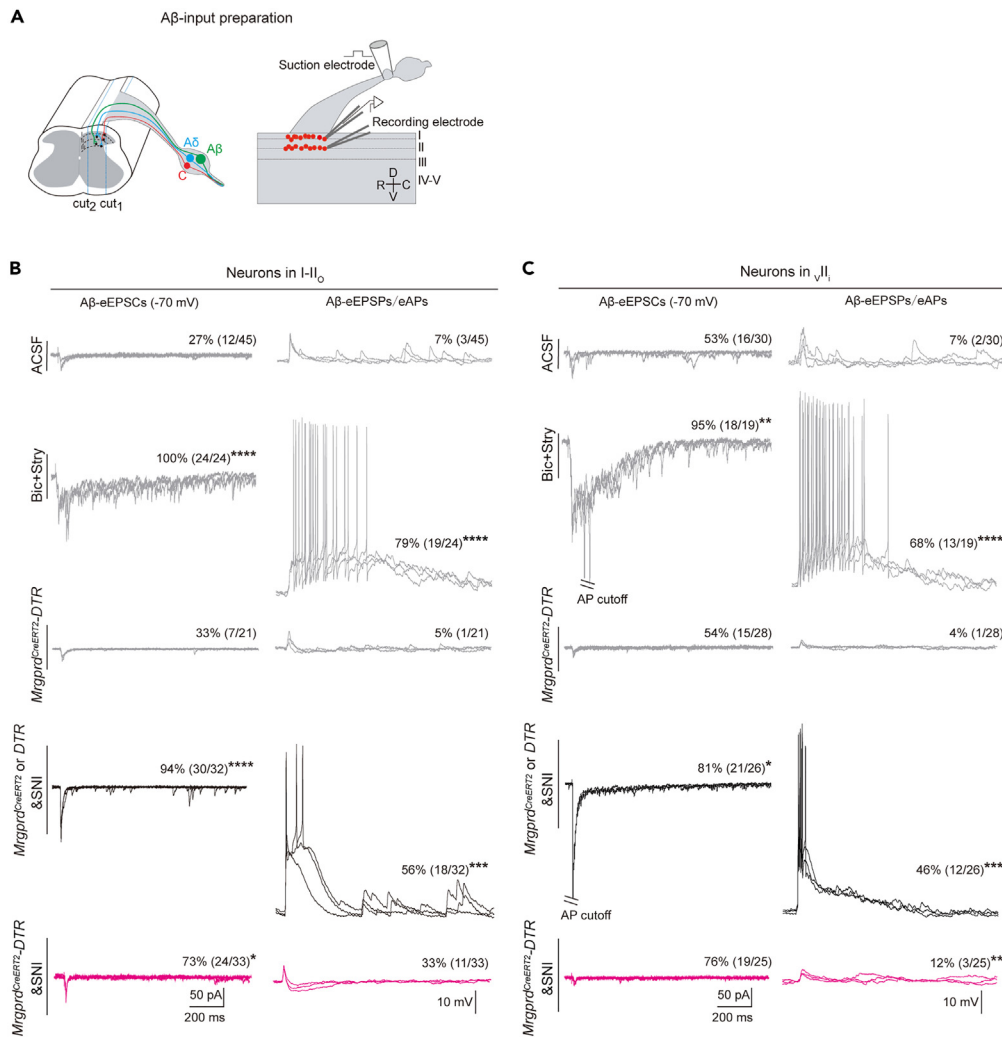 A
Aβ-input preparation
Suction electrode
Recording electrode
Aδ
Aβ
C
cut2 cut1
I
II
III
IV-V
D
R C
V
B
Neurons in I-IIO
Aβ-eEPSCs (-70 mV)
Aβ-eEPSPs/eAPs
ACSF
27% (12/45)
7% (3/45)
Bic+Stry
100% (24/24)****
79% (19/24)****
MrgprdCreERT2-DTR
33% (7/21)
5% (1/21)
MrgprdCreERT2 or DTR
&SNI
94% (30/32)****
56% (18/32)***
MrgprdCreERT2-DTR
&SNI
73% (24/33)*
33% (11/33)
50 pA
200 ms
10 mV
C
Neurons in VIIi
Aβ-eEPSCs (-70 mV)
Aβ-eEPSPs/eAPs
ACSF
53% (16/30)
7% (2/30)
Bic+Stry
95% (18/19)**
68% (13/19)****
AP cutoff
MrgprdCreERT2-DTR
54% (15/28)
4% (1/28)
MrgprdCreERT2 or DTR
&SNI
81% (21/26)*
46% (12/26)***
AP cutoff
MrgprdCreERT2-DTR
&SNI
76% (19/25)
12% (3/25)**
50 pA
200 ms
10 mV